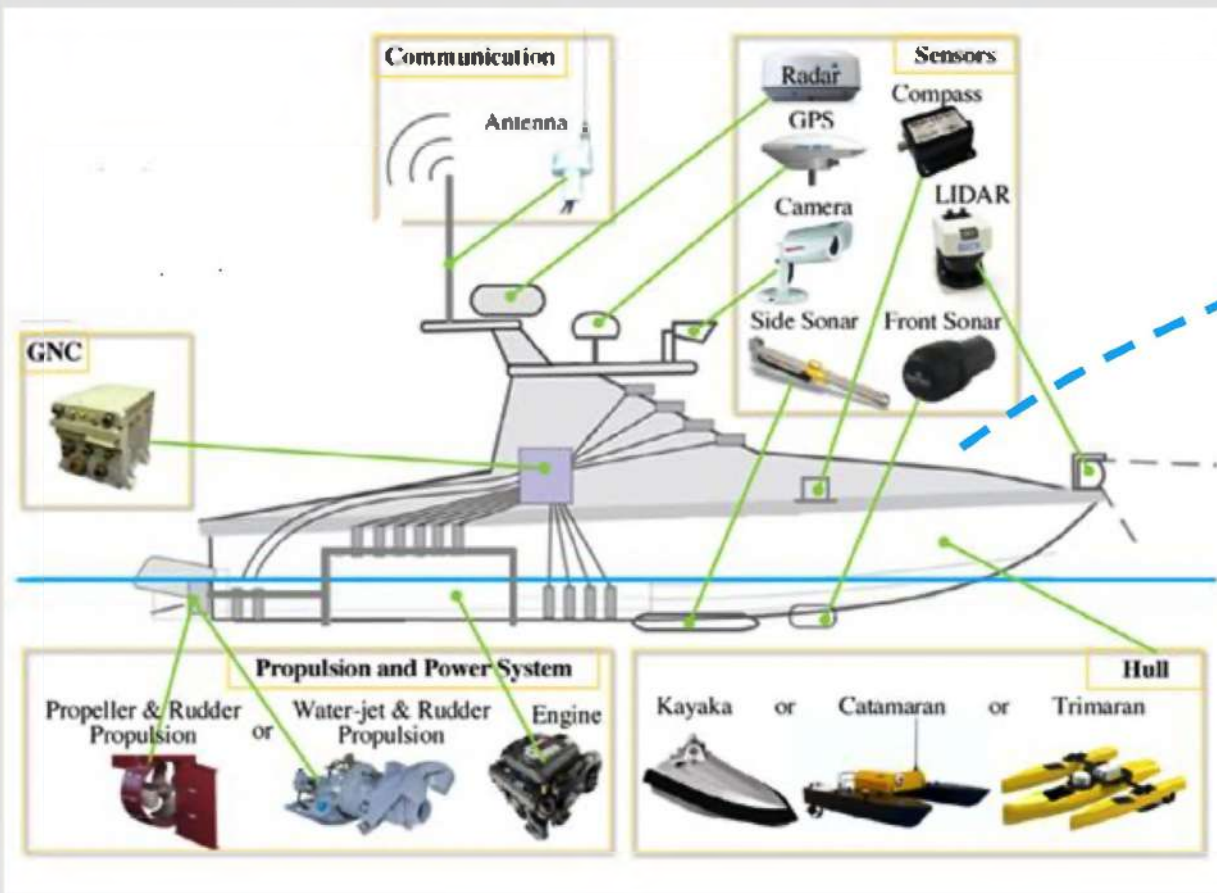 Communication
Antenna
Sensors
Radar
Compass
GPS
LIDAR
Camera
Side Sonar
Front Sonar
GNC
Propulsion and Power System
Propeller & Rudder
Propulsion
or
Water-jet & Rudder
Propulsion
Engine
Hull
Kayaka or Catamaran or Trimaran